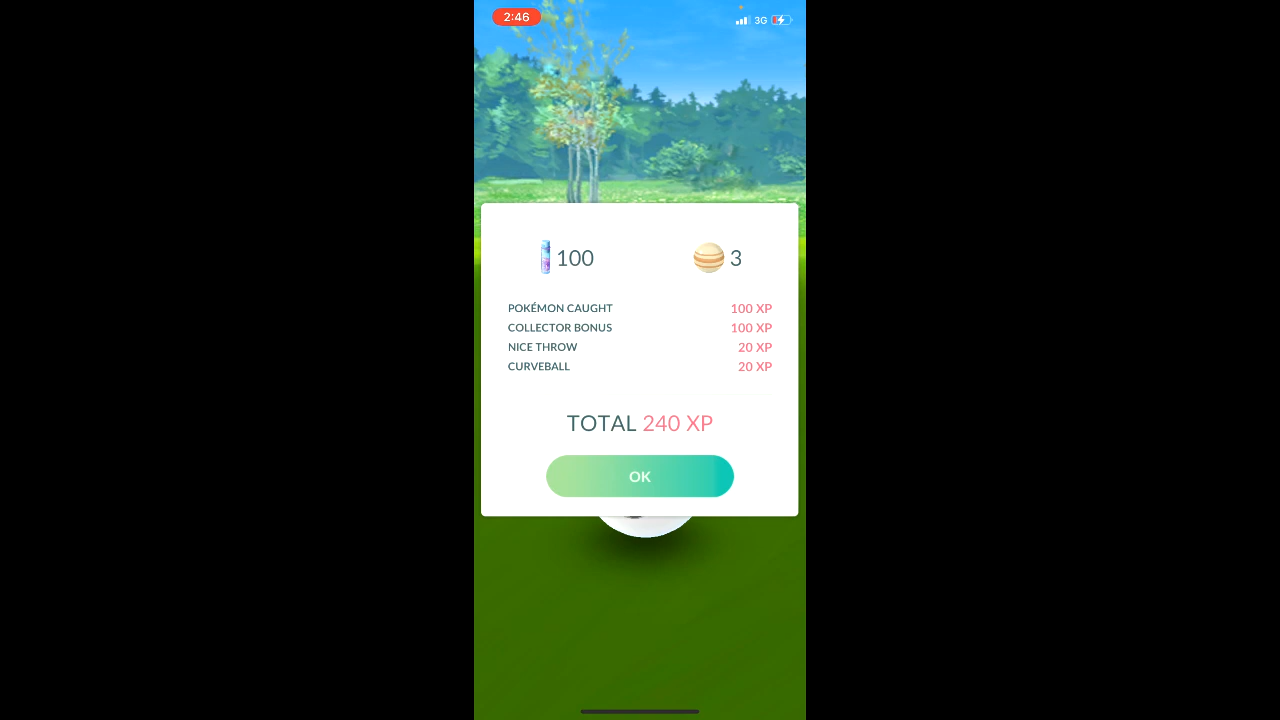 2:46 3G
100 3
POKÉMON CAUGHT 100 XP
COLLECTOR BONUS 100 XP
NICE THROW 20 XP
CURVEBALL 20 XP
TOTAL 240 XP
OK